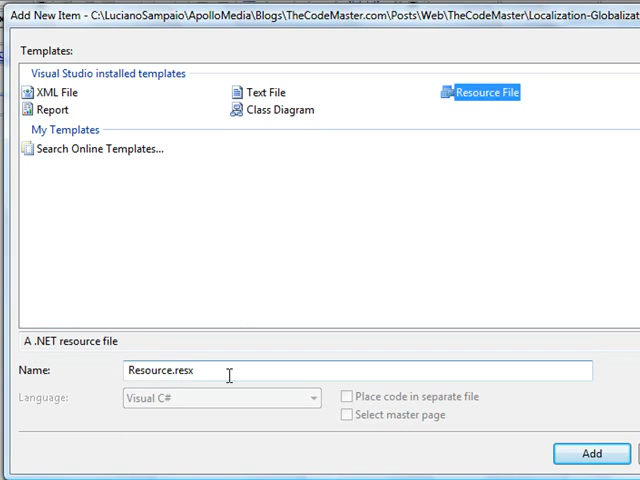 Add New Item - C:\LucianoSampaio\ApolloMedia\Blogs\TheCodeMaster.com\Posts\Web\TheCodeMaster\Localization-Globalizat
Templates:
Visual Studio installed templates
XML File
Text File
Resource File
Report
Class Diagram
My Templates
Search Online Templates...
A .NET resource file
Name:
Resource.resx
Language:
Visual C#
Place code in separate file
Select master page
Add